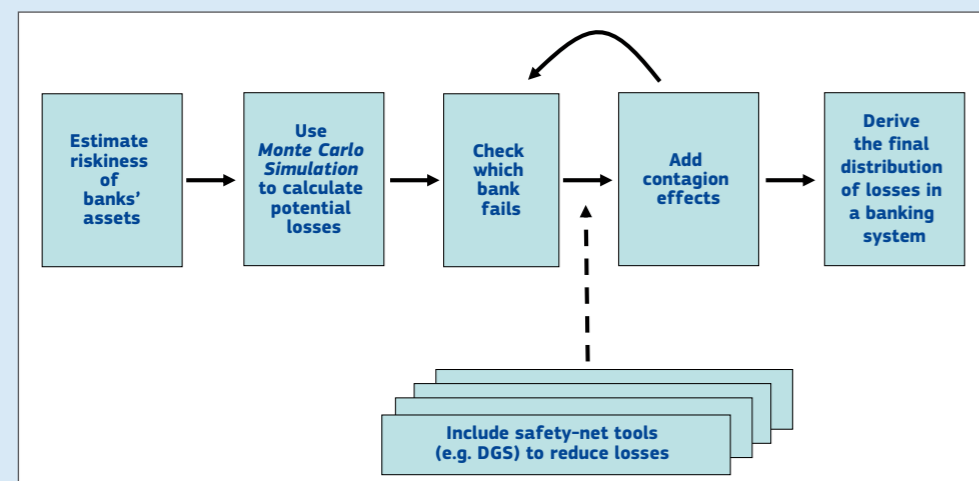 Estimate
riskiness
of
banks'
assets
Use
Monte Carlo
Simulation
to calculate
potential
losses
Check
which
bank
fails
Add
contagion
effects
Derive
the final
distribution
of losses in
a banking
system
Include safety-net tools
(e.g. DGS) to reduce losses